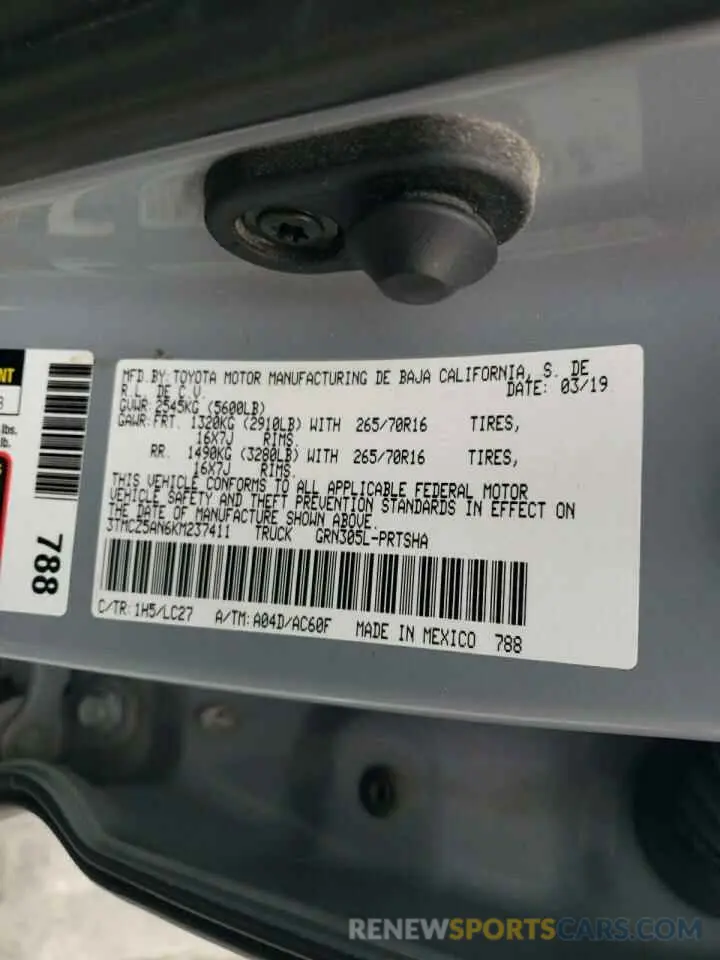 NT
lbs.
lb.
788
MFD.BY:TOYOTA MOTOR MANUFACTURING DE BAJA CALIFORNIA, S. DE
R.L. DE C.V.
DATE: 03/19
GVWR:2545KG (5600LB)
GAWR:FRT. 1320KG (2910LB) WITH 265/70R16 TIRES,
16X7J RIMS.
RR. 1490KG (3280LB) WITH 265/70R16 TIRES,
16X7J RIMS.
THIS VEHICLE CONFORMS TO ALL APPLICABLE FEDERAL MOTOR
VEHICLE SAFETY AND THEFT PREVENTION STANDARDS IN EFFECT ON
THE DATE OF MANUFACTURE SHOWN ABOVE.
3TMCZ5AN6KM237411 TRUCK GRN305L-PRTSHA
C/TR:1H5/LC27 A/TM:A04D/AC60F MADE IN MEXICO 788
RENEWSPORTSCARS.COM